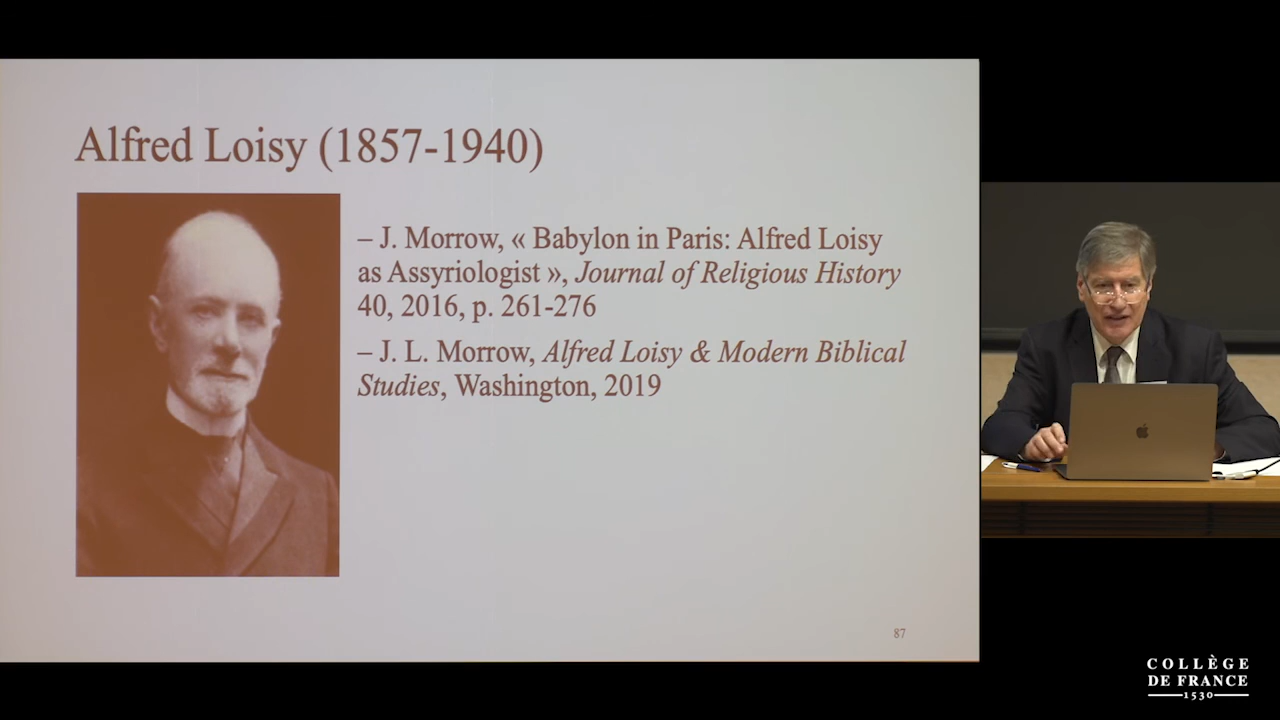 Alfred Loisy (1857-1940)
– J. Morrow, « Babylon in Paris: Alfred Loisy
as Assyriologist », Journal of Religious History
40, 2016, p. 261-276
– J. L. Morrow, Alfred Loisy & Modern Biblical
Studies, Washington, 2019
87
COLLÈGE
DE FRANCE
1530